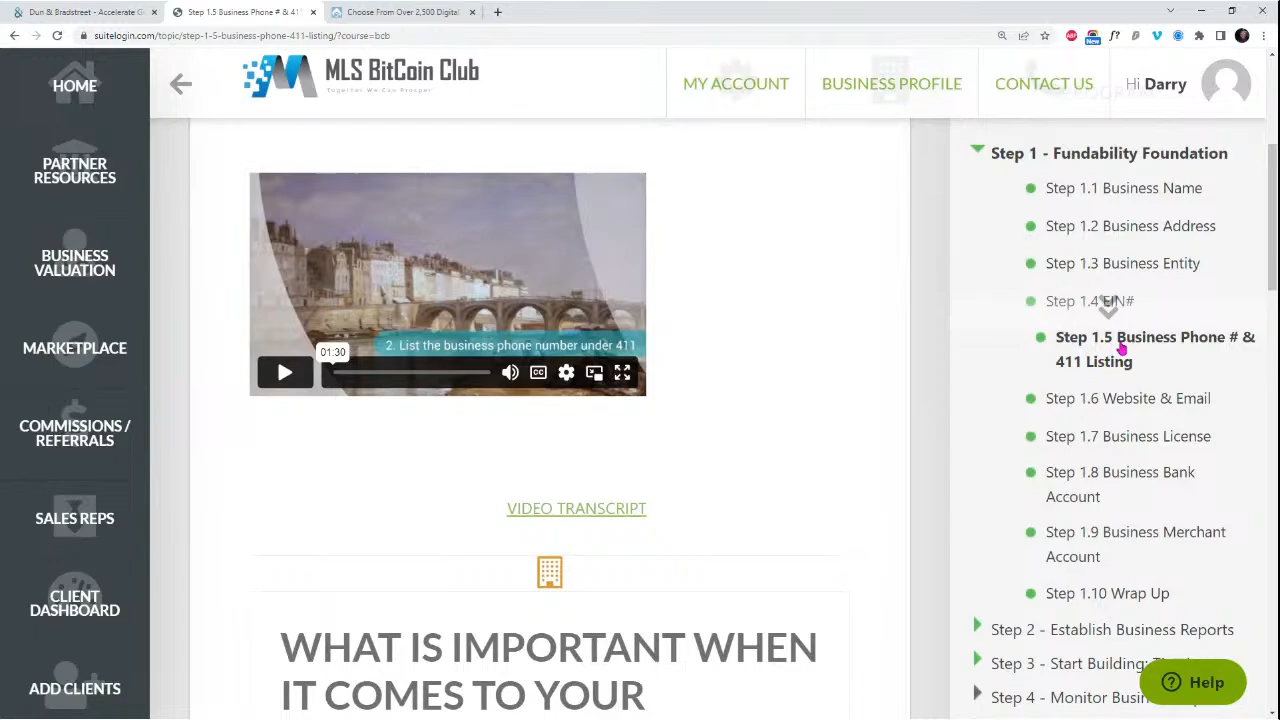 Dun & Bradstreet - Accelerate G
Step 1.5 Business Phone # & 411
Choose From Over 2,500 Digital
suitelogin.com/topic/step-1-5-business-phone-411-listing/?course=bcb
ABP
New
f?
HOME
PARTNER
RESOURCES
BUSINESS
VALUATION
MARKETPLACE
COMMISSIONS /
REFERRALS
SALES REPS
CLIENT
DASHBOARD
ADD CLIENTS
MLS BitCoin Club
Together We Can Prosper
MY ACCOUNT
BUSINESS PROFILE
CONTACT US
Hi Darry
2. List the business phone number under 411
01:30
CC
VIDEO TRANSCRIPT
WHAT IS IMPORTANT WHEN
IT COMES TO YOUR
Step 1 - Fundability Foundation
Step 1.1 Business Name
Step 1.2 Business Address
Step 1.3 Business Entity
Step 1.4 EIN#
Step 1.5 Business Phone # &
411 Listing
Step 1.6 Website & Email
Step 1.7 Business License
Step 1.8 Business Bank
Account
Step 1.9 Business Merchant
Account
Step 1.10 Wrap Up
Step 2 - Establish Business Reports
Step 3 - Start Building:
Step 4 - Monitor
Help